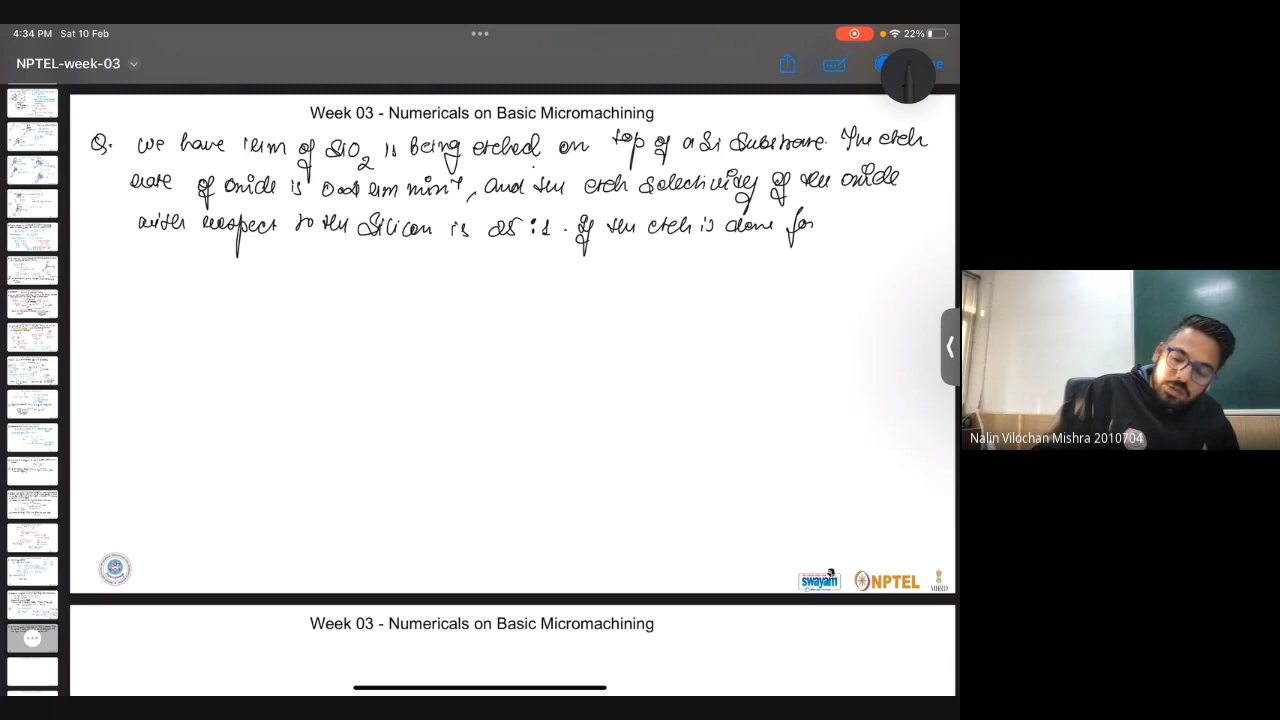 4:34 PM Sat 10 Feb
22%
NPTEL-week-03
Week 03 - Numericals on Basic Micromachining
Q. We have 1um of SiO2 is being etched on top of a Si Substrate. The etch
rate of oxide is um min-1, and the etch Selectivity of the oxide
with respect to the Silicon is 25:1. If the etch is done for
Nalin Vilochan Mishra 2010704
swayam
NPTEL
MHRD
Week 03 - Numericals on Basic Micromachining